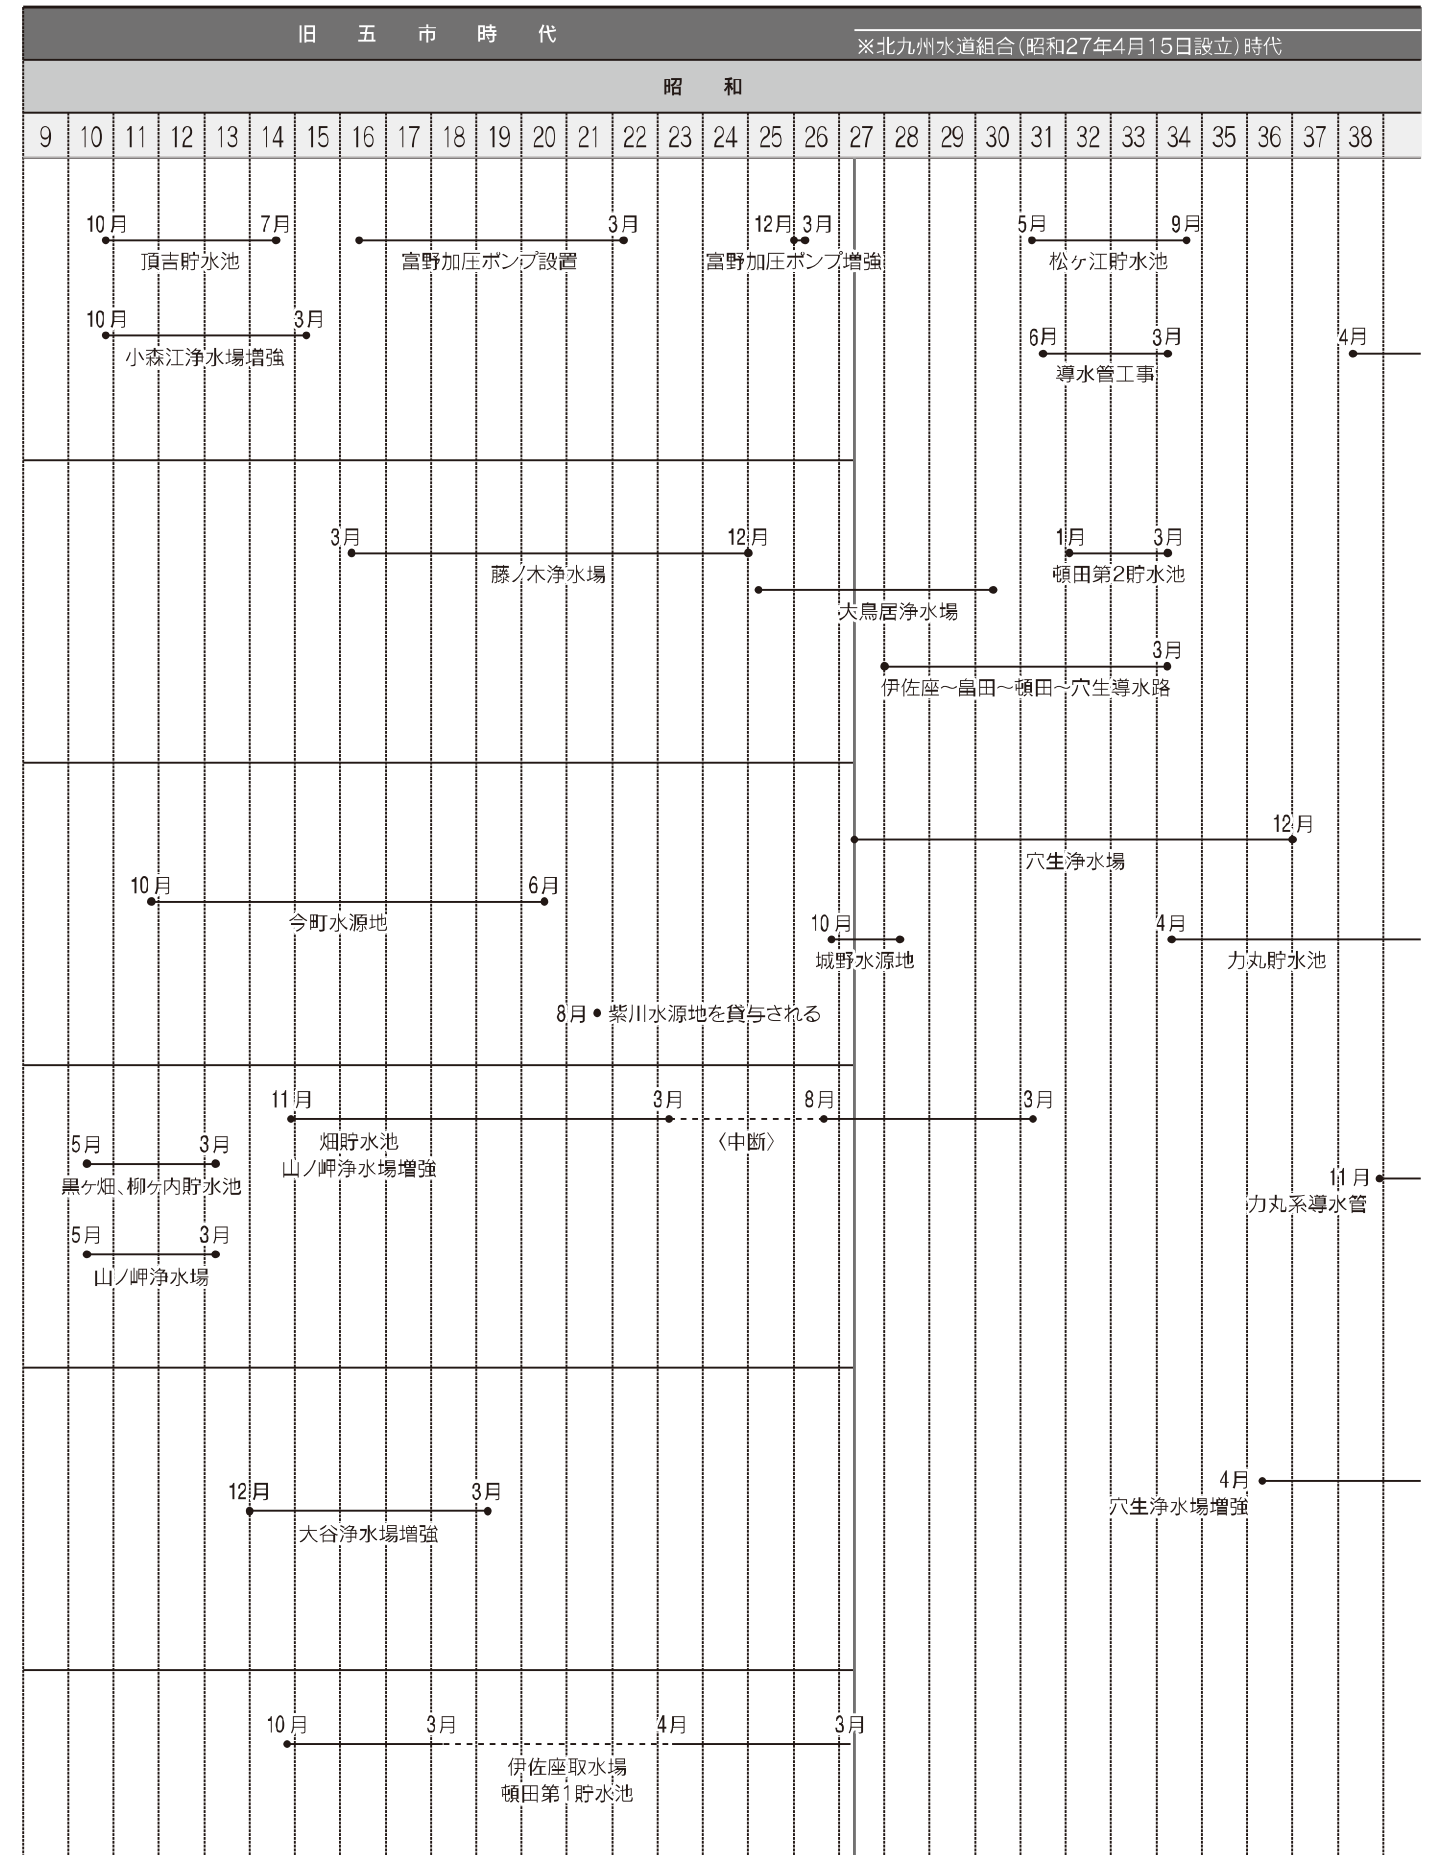 旧五市時代
※北九州水道組合(昭和27年4月15日設立)時代
昭和
9 10 11 12 13 14 15 16 17 18 19 20 21 22 23 24 25 26 27 28 29 30 31 32 33 34 35 36 37 38
10月 7月 3月 12月 3月 5月 9月
頂吉貯水池 富野加圧ポンプ設置 富野加圧ポンプ増強 松ヶ江貯水池
10月 3月 6月 3月 4月
小森江浄水場増強 導水管工事
3月 12月 1月 3月
藤ノ木浄水場 頓田第2貯水池
大鳥居浄水場
3月
伊佐座~畠田~頓田~穴生導水路
12月
穴生浄水場
10月 6月
今町水源地
10月 4月
城野水源地 力丸貯水池
8月 • 紫川水源地を貸与される
11月 3月 8月 3月
畑貯水池 〈中断〉
山ノ岬浄水場増強
5月 3月
黒ヶ畑、柳ヶ内貯水池
11月
力丸系導水管
5月 3月
山ノ岬浄水場
12月 3月
大谷浄水場増強
4月
穴生浄水場増強
10月 3月 4月 3月
伊佐座取水場
頓田第1貯水池